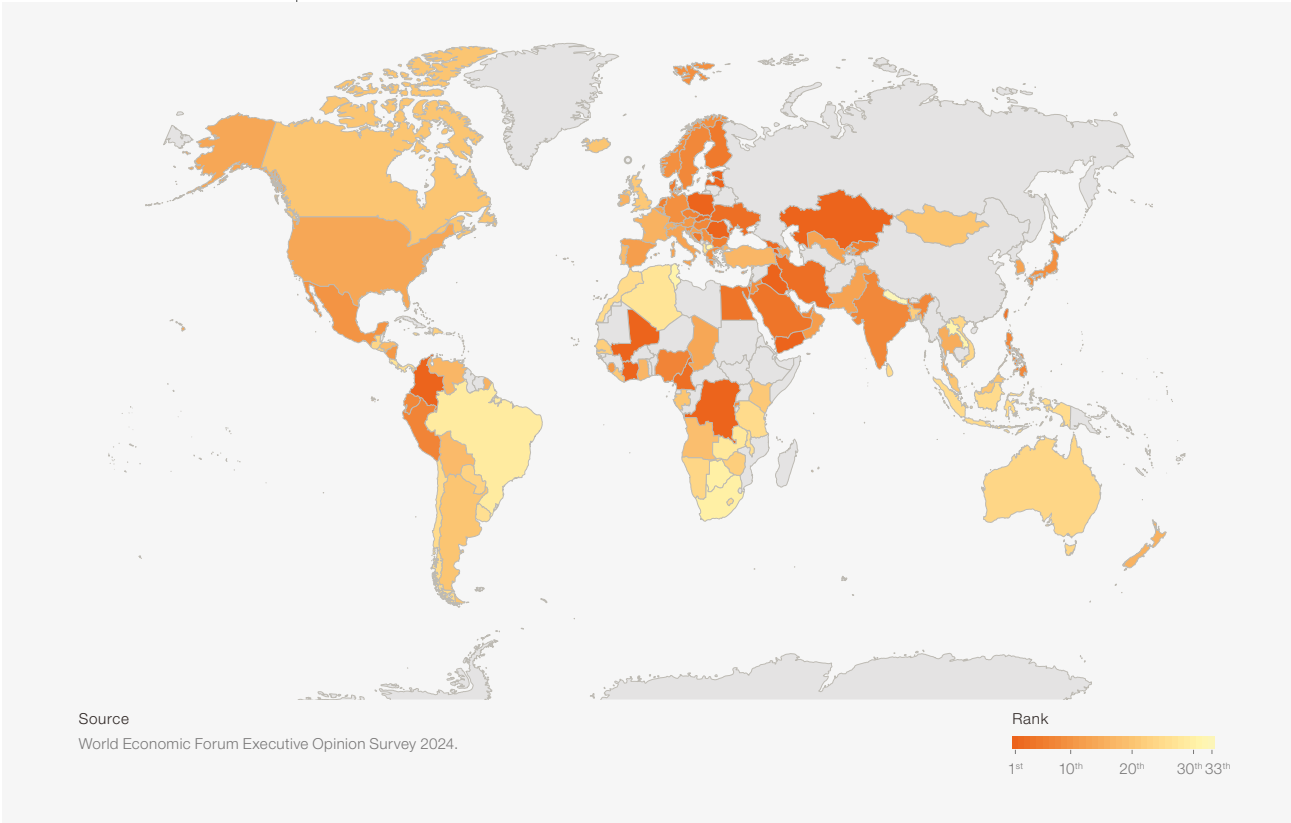 Source
World Economic Forum Executive Opinion Survey 2024.
Rank
1st 10th 20th 30th 33th